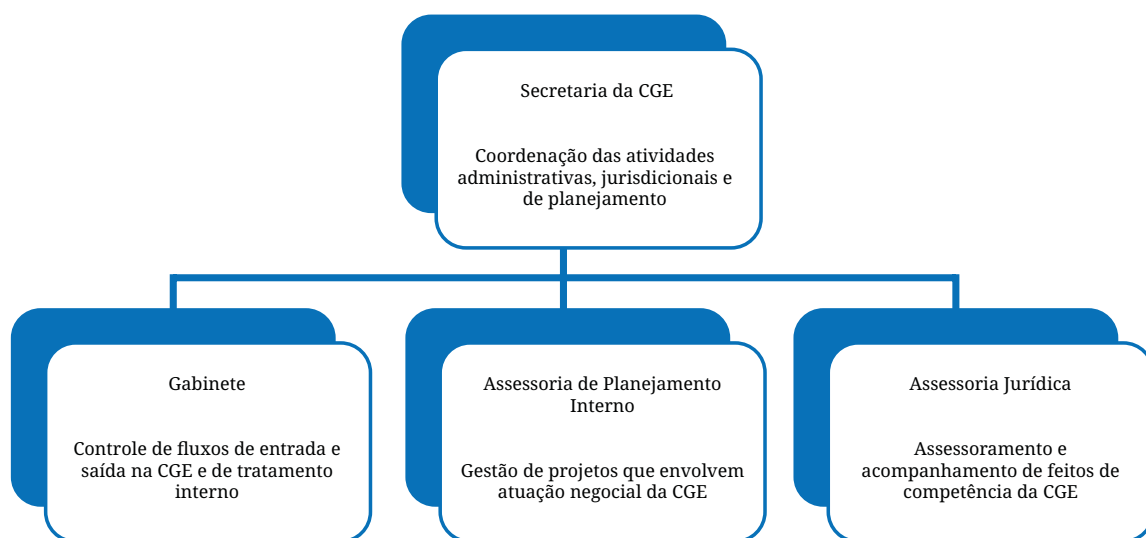 Secretaria da CGE
Coordenação das atividades
administrativas, jurisdicionais e
de planejamento
Gabinete
Controle de fluxos de entrada e
saída na CGE e de tratamento
interno
Assessoria de Planejamento
Interno
Gestão de projetos que envolvem
atuação negocial da CGE
Assessoria Jurídica
Assessoramento e
acompanhamento de feitos de
competência da CGE